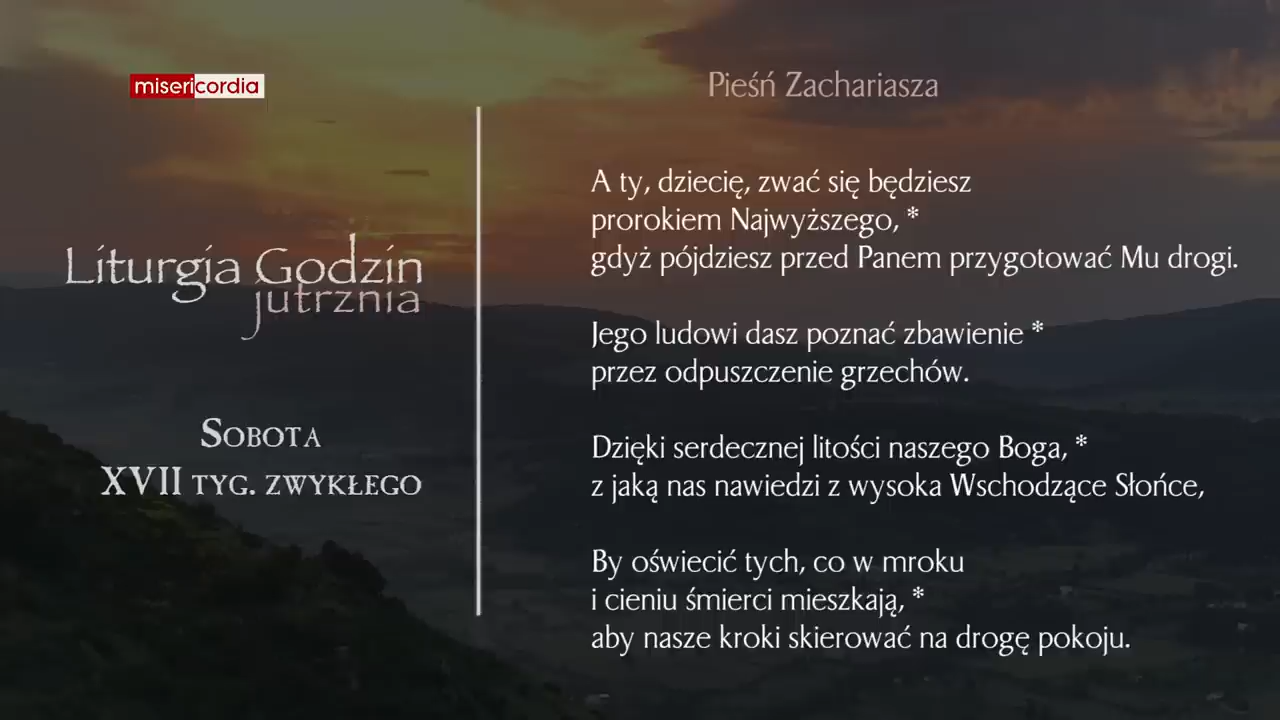 misericordia
Liturgia Godzin
jutrznia
Sobota
XVII tyg. zwykłego
Pieśń Zachariasza
A ty, dziecię, zwać się będziesz
prorokiem Najwyższego, *
gdyż pójdziesz przed Panem przygotować Mu drogi.
Jego ludowi dasz poznać zbawienie *
przez odpuszczenie grzechów.
Dzięki serdecznej litości naszego Boga, *
z jaką nas nawiedzi z wysoka Wschodzące Słońce,
By oświecić tych, co w mroku
i cieniu śmierci mieszkają, *
aby nasze kroki skierować na drogę pokoju.